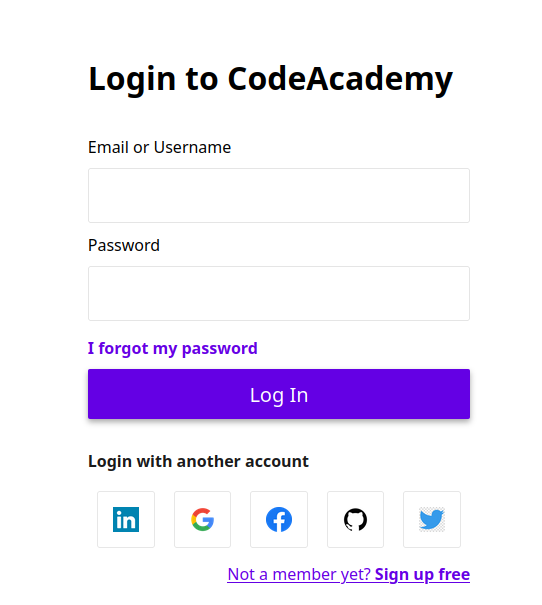 Login to CodeAcademy
Email or Username
Password
I forgot my password
Log In
Login with another account
in
Not a member yet? Sign up free